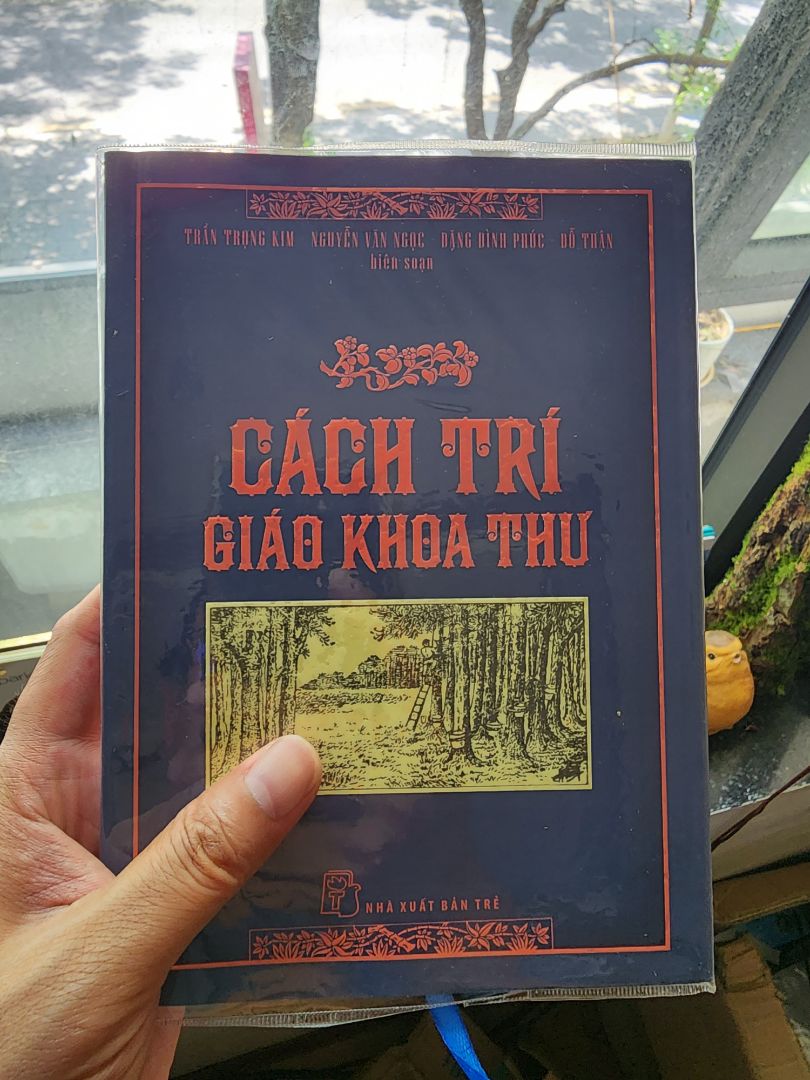 TRẦN TRỌNG KIM - NGUYỄN VĂN NGỌC - ĐẶNG ĐÌNH PHÚC - ĐỖ THẬN
biên soạn
CÁCH TRÍ
GIÁO KHOA THƯ
NHÀ XUẤT BẢN TRẺ